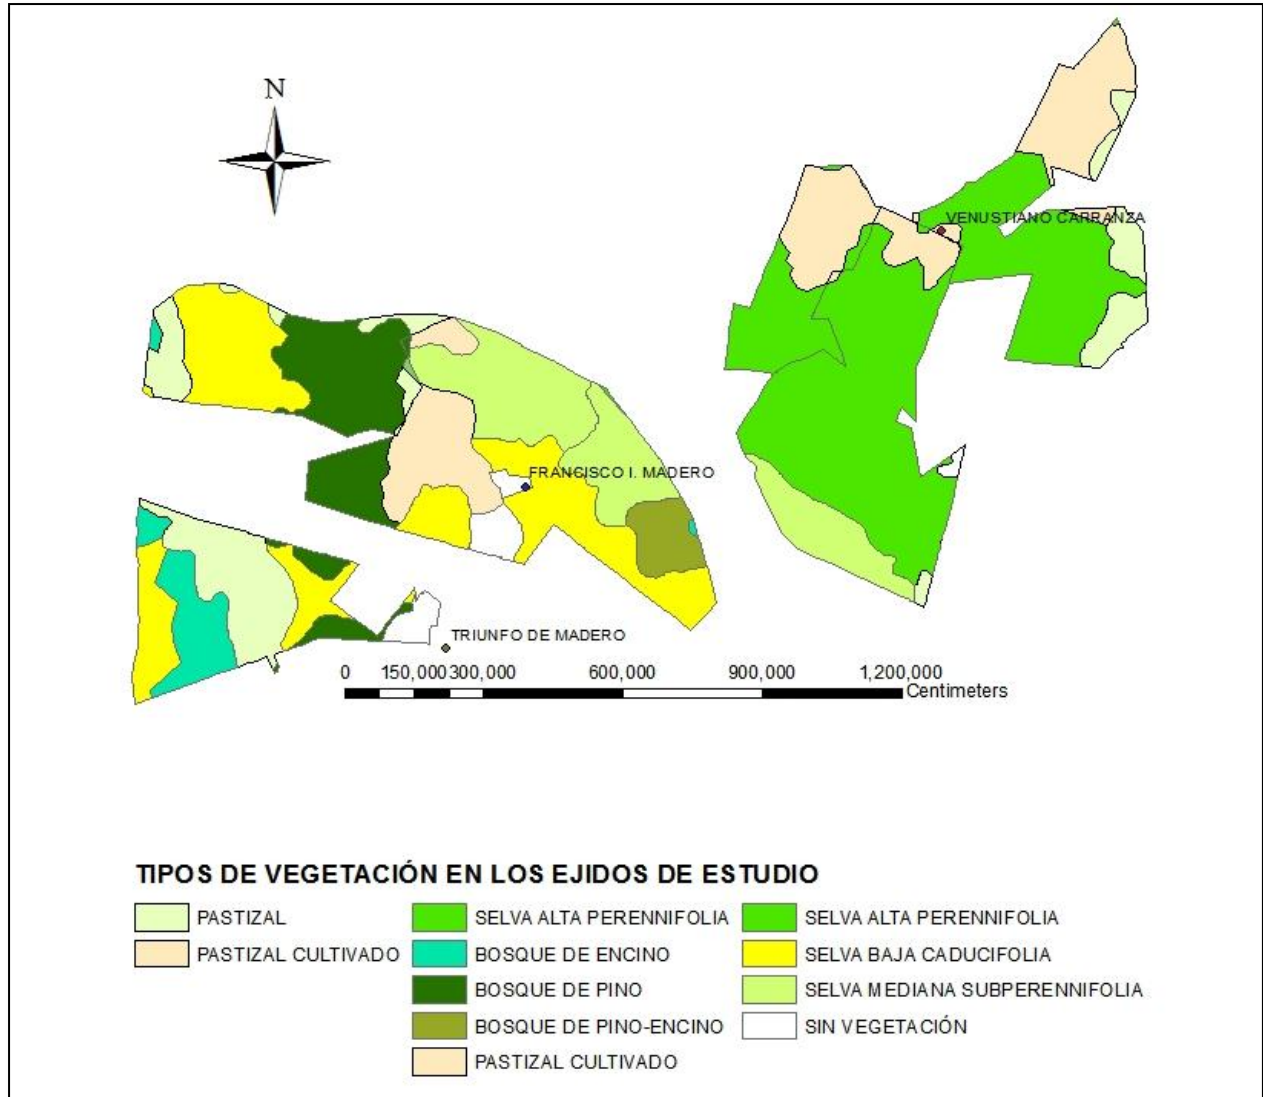 N
VENUSTIANO CARRANZA
FRANCISCO I. MADERO
TRIUNFO DE MADERO
0 150,000 300,000 600,000 900,000 1,200,000
Centimeters
TIPOS DE VEGETACIÓN EN LOS EJIDOS DE ESTUDIO
PASTIZAL
PASTIZAL CULTIVADO
SELVA ALTA PERENNIFOLIA
BOSQUE DE ENCINO
BOSQUE DE PINO
BOSQUE DE PINO-ENCINO
PASTIZAL CULTIVADO
SELVA ALTA PERENNIFOLIA
SELVA BAJA CADUCIFOLIA
SELVA MEDIANA SUBPERENNIFOLIA
SIN VEGETACIÓN